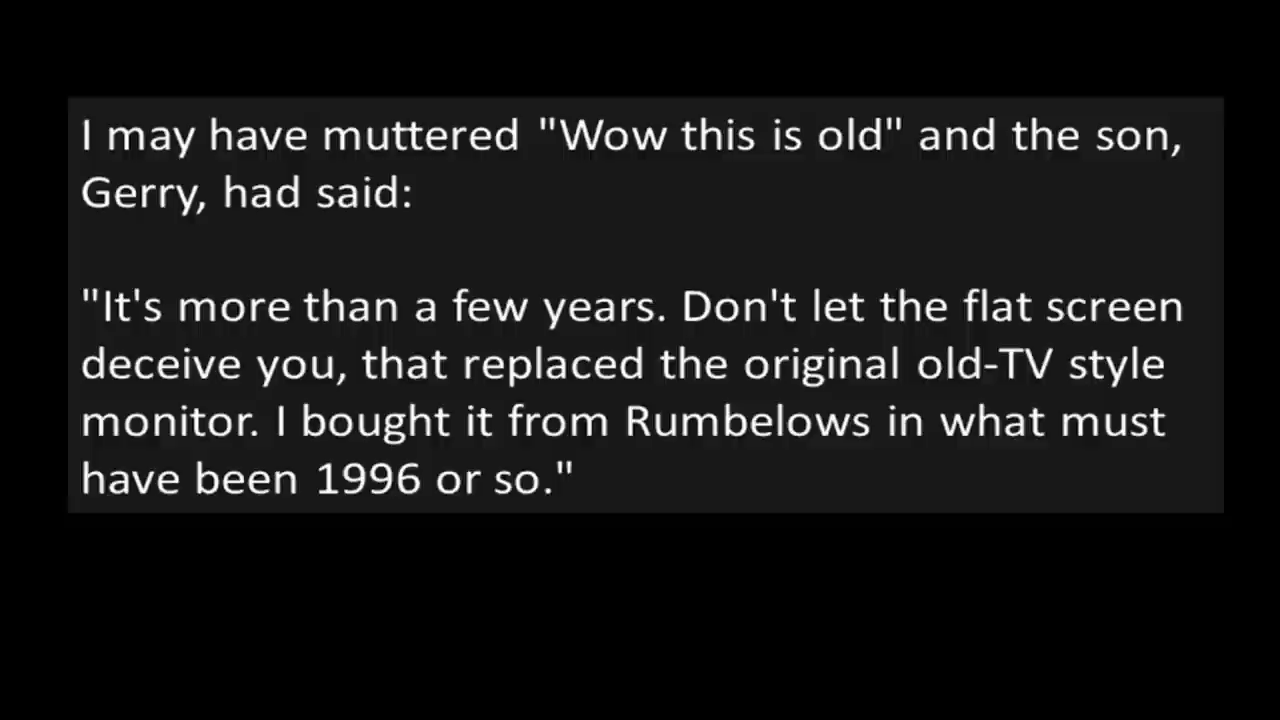 I may have muttered "Wow this is old" and the son,
Gerry, had said:
"It's more than a few years. Don't let the flat screen
deceive you, that replaced the original old-TV style
monitor. I bought it from Rumbelows in what must
have been 1996 or so."